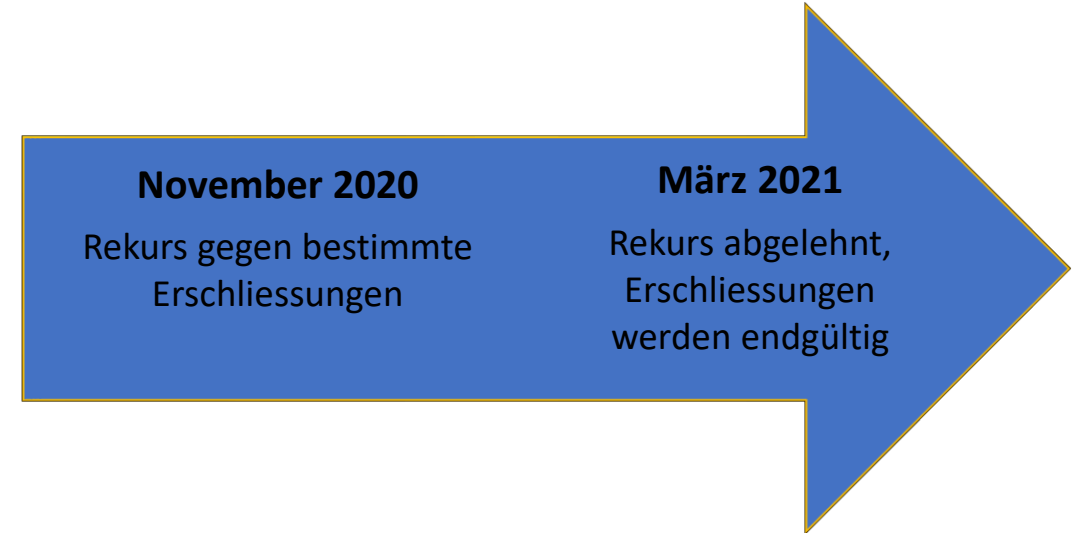 November 2020
Rekurs gegen bestimmte
Erschliessungen
März 2021
Rekurs abgelehnt,
Erschliessungen
werden endgültig